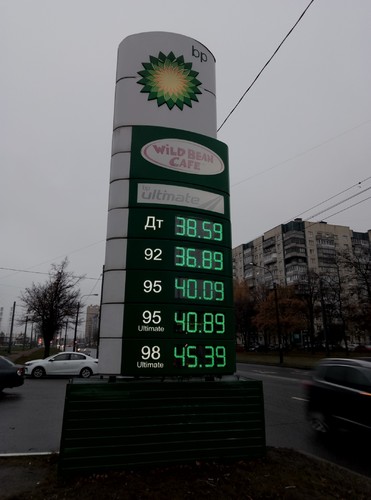 bp
WiLD BEAN
CAFE
bp
ultimate
Дт 38.59
92 36.89
95 40.09
95 Ultimate 40.89
98 Ultimate 45.39